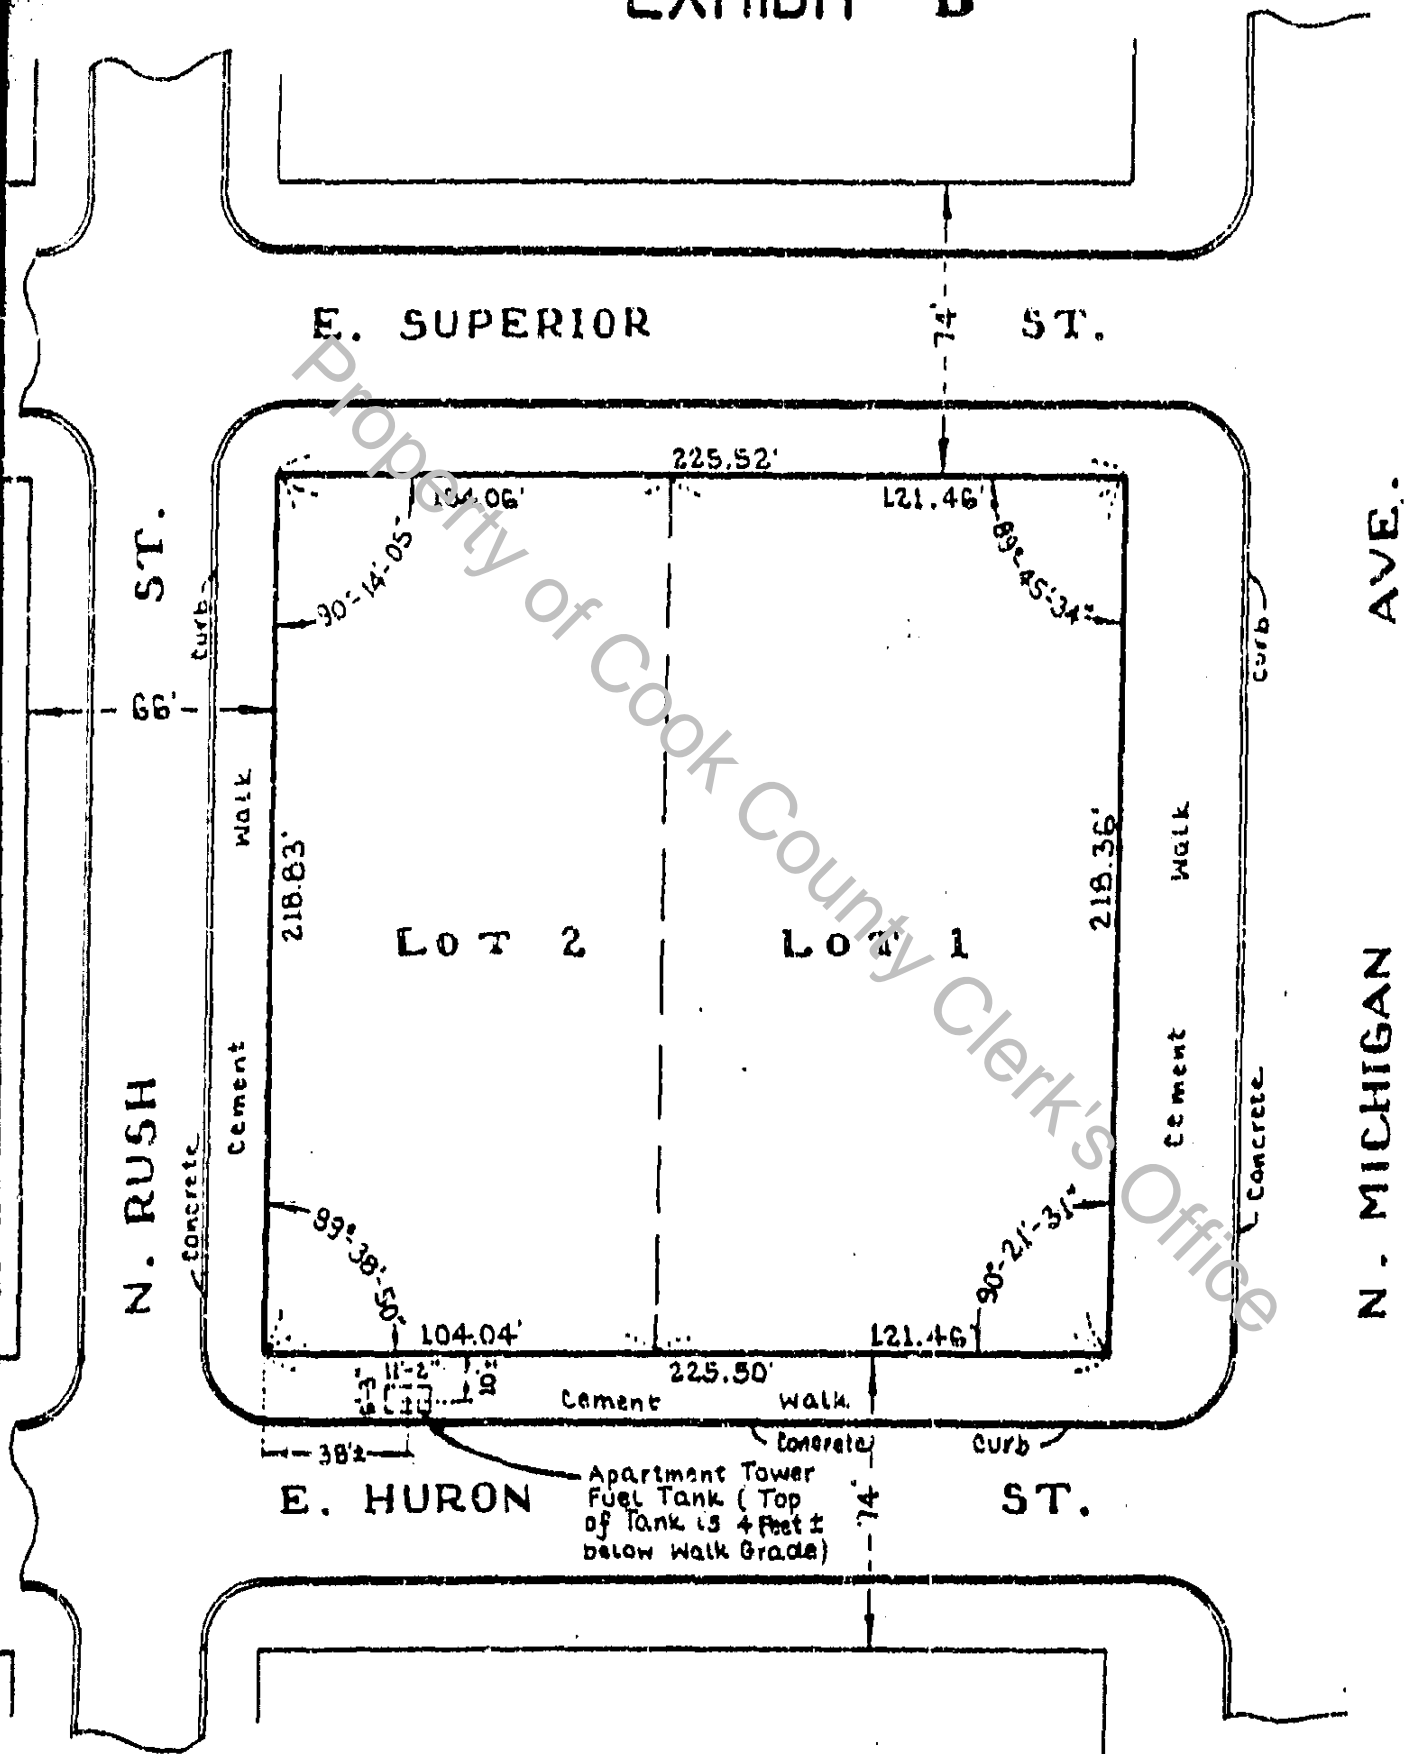 EXHIBIT B
E. SUPERIOR ST.
74'
225.52'
104.06'
121.46'
90°-14'-05"
89°-45'-34"
N. RUSH ST.
Curb
66'
Walk
Cement
Concrete
218.83'
218.36'
LOT 2
LOT 1
Walk
Cement
Curb
Concrete
N. MICHIGAN AVE.
89°-38'-50"
90°-21'-31"
104.04'
121.46'
11'-2"
225.50'
Cement Walk
Concrete Curb
38'±
Apartment Tower
Fuel Tank (Top
of Tank is 4 Feet ±
below Walk Grade)
E. HURON ST.
74'
Property of Cook County Clerk's Office